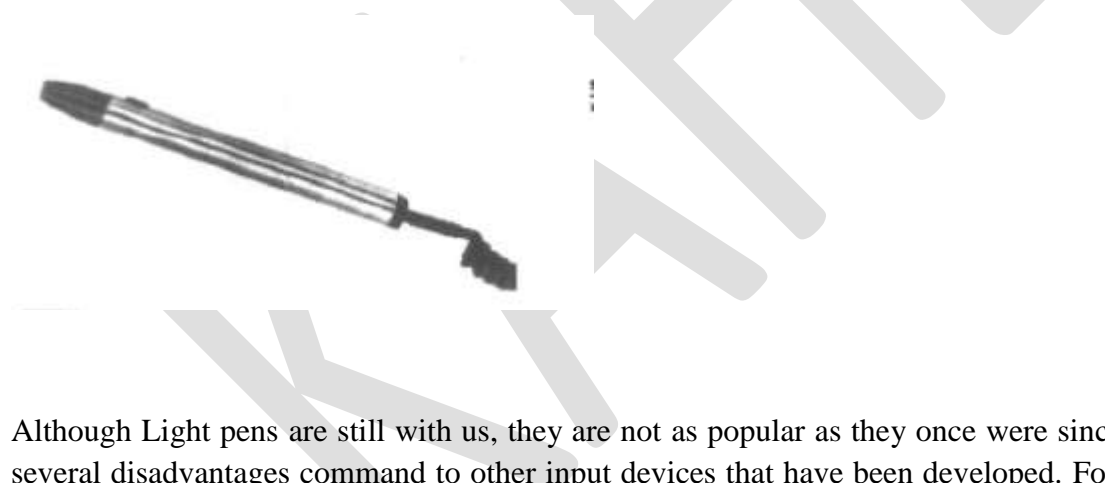 Although Light pens are still with us, they are not as popular as they once were sinc
several disadvantages command to other input devices that have been developed. Fo